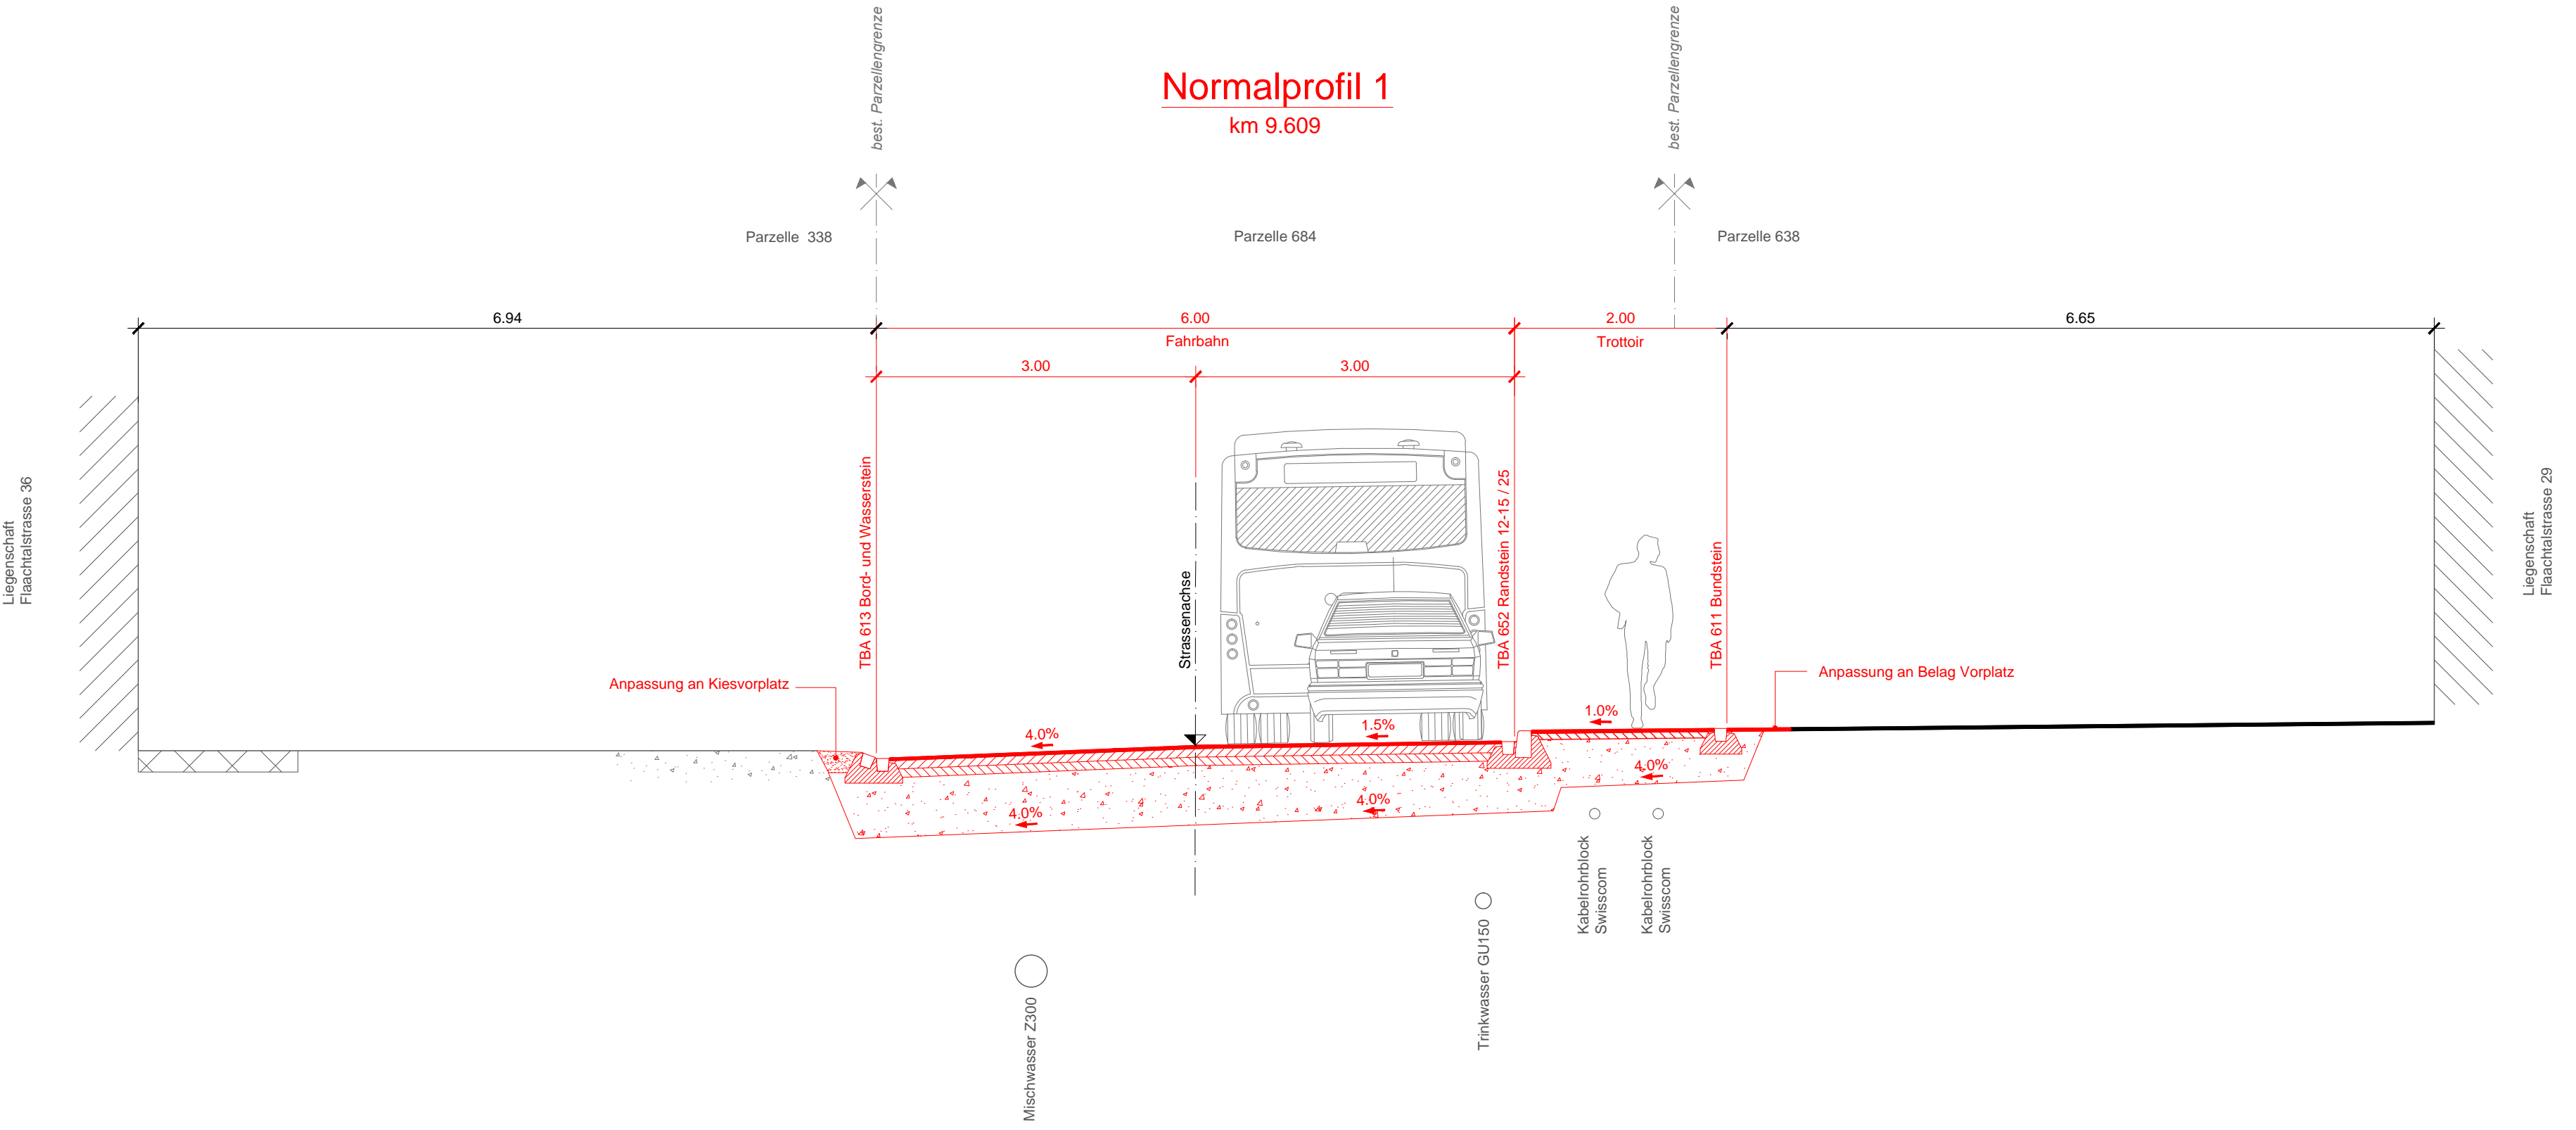 best. Parzellengrenze
best. Parzellengrenze
Normalprofil 1
km 9.609
Parzelle 338
Parzelle 684
Parzelle 638
6.94
6.00
2.00
6.65
Fahrbahn
Trottoir
3.00
3.00
Liegenschaft
Flaachtalstrasse 36
TBA 613 Bord- und Wasserstein
Strassenachse
TBA 652 Randstein 12-15 / 25
TBA 611 Bundstein
Liegenschaft
Flaachtalstrasse 29
Anpassung an Kiesvorplatz
Anpassung an Belag Vorplatz
4.0%
1.5%
1.0%
4.0%
4.0%
4.0%
Kabelrohrblock
Swisscom
Kabelrohrblock
Swisscom
Trinkwasser GU150
Mischwasser Z300